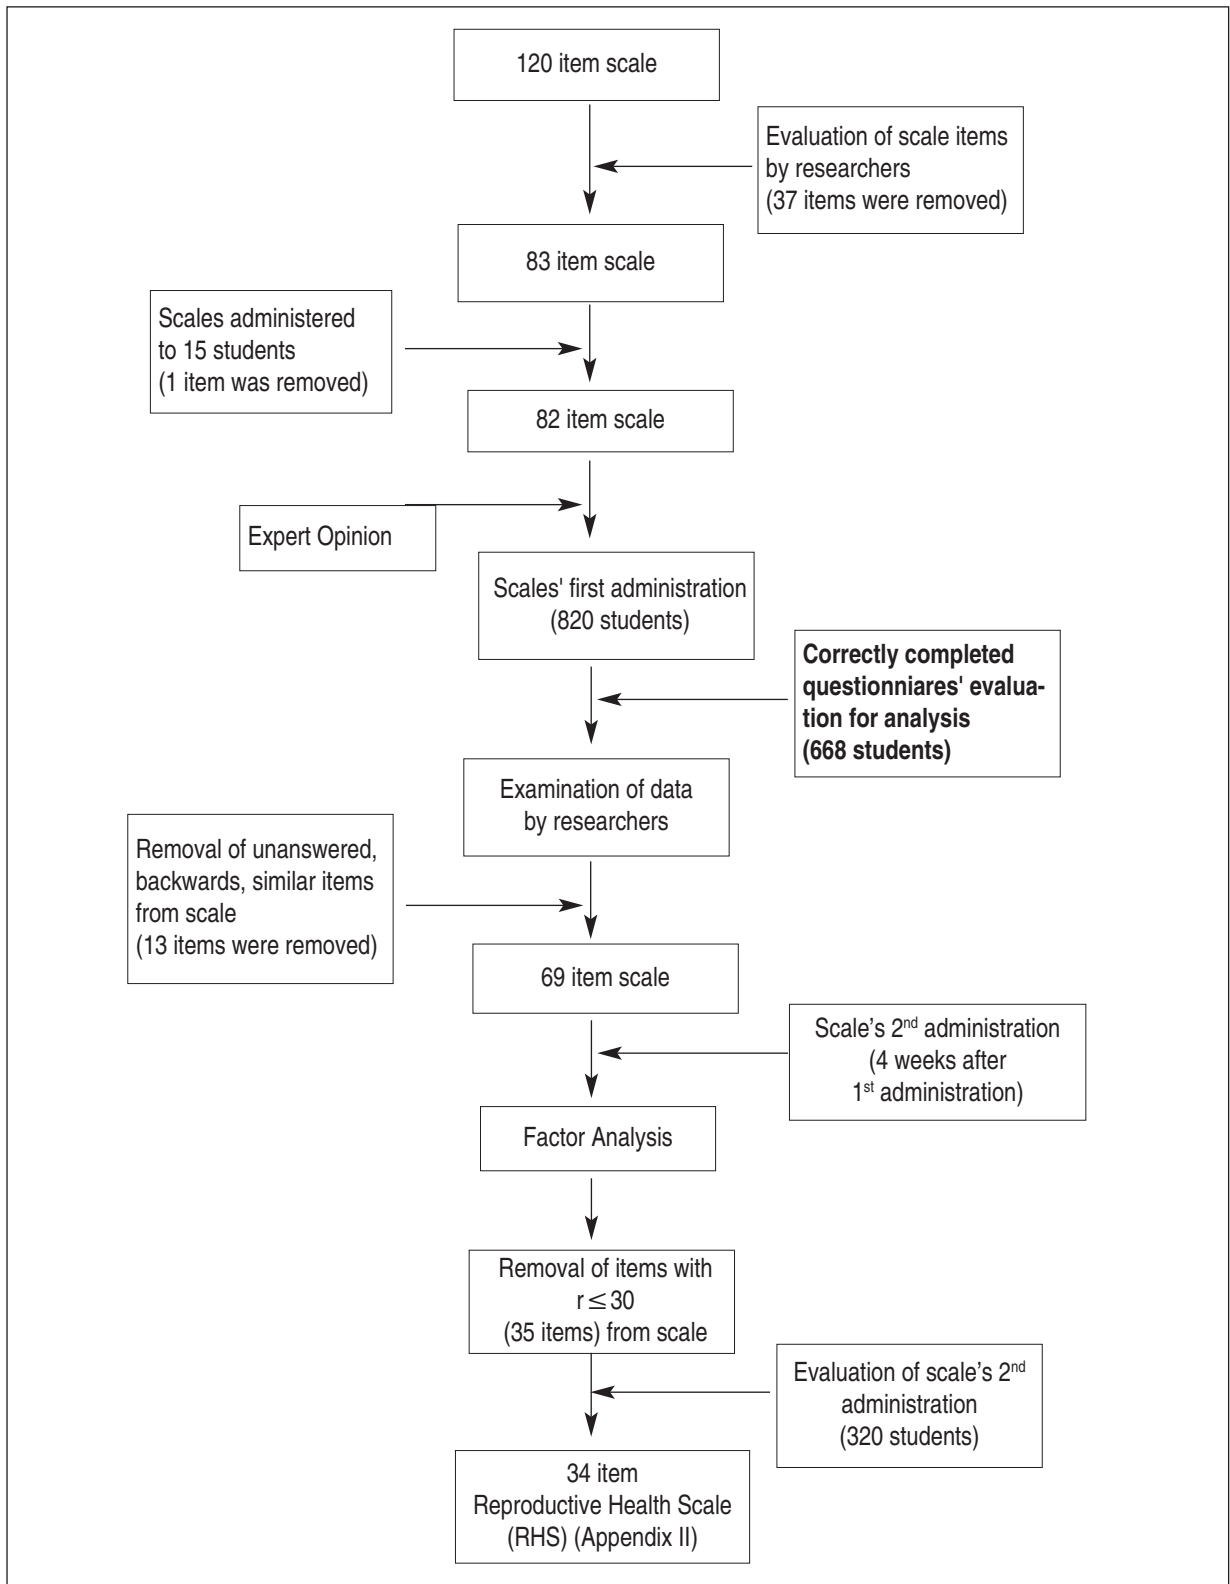 120 item scale
Evaluation of scale items
by researchers
(37 items were removed)
83 item scale
Scales administered
to 15 students
(1 item was removed)
82 item scale
Expert Opinion
Scales' first administration
(820 students)
Correctly completed
questionniares' evalua-
tion for analysis
(668 students)
Examination of data
by researchers
Removal of unanswered,
backwards, similar items
from scale
(13 items were removed)
69 item scale
Scale’s 2nd administration
(4 weeks after
1st administration)
Factor Analysis
Removal of items with
r ≤ 30
(35 items) from scale
Evaluation of scale’s 2nd
administration
(320 students)
34 item
Reproductive Health Scale
(RHS) (Appendix II)